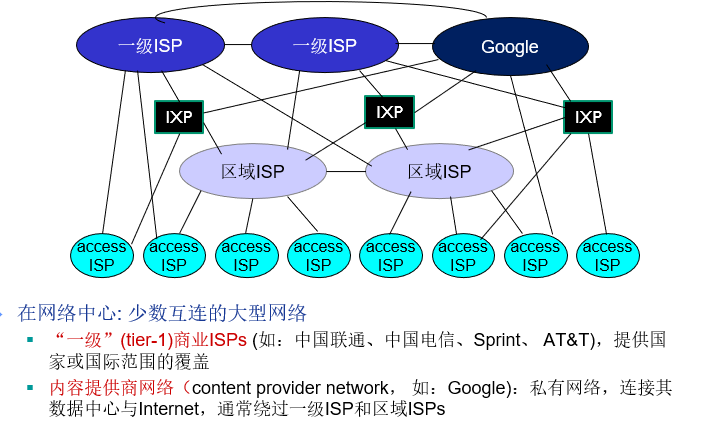 一级ISP 一级ISP Google
IXP IXP IXP
区域ISP 区域ISP
access access access access access access access access
ISP ISP ISP ISP ISP ISP ISP ISP
在网络中心: 少数互连的大型网络
“一级”(tier-1)商业ISPs (如：中国联通、中国电信、Sprint、 AT&T)，提供国
家或国际范围的覆盖
内容提供商网络（content provider network， 如：Google)：私有网络，连接其
数据中心与Internet，通常绕过一级ISP和区域ISPs